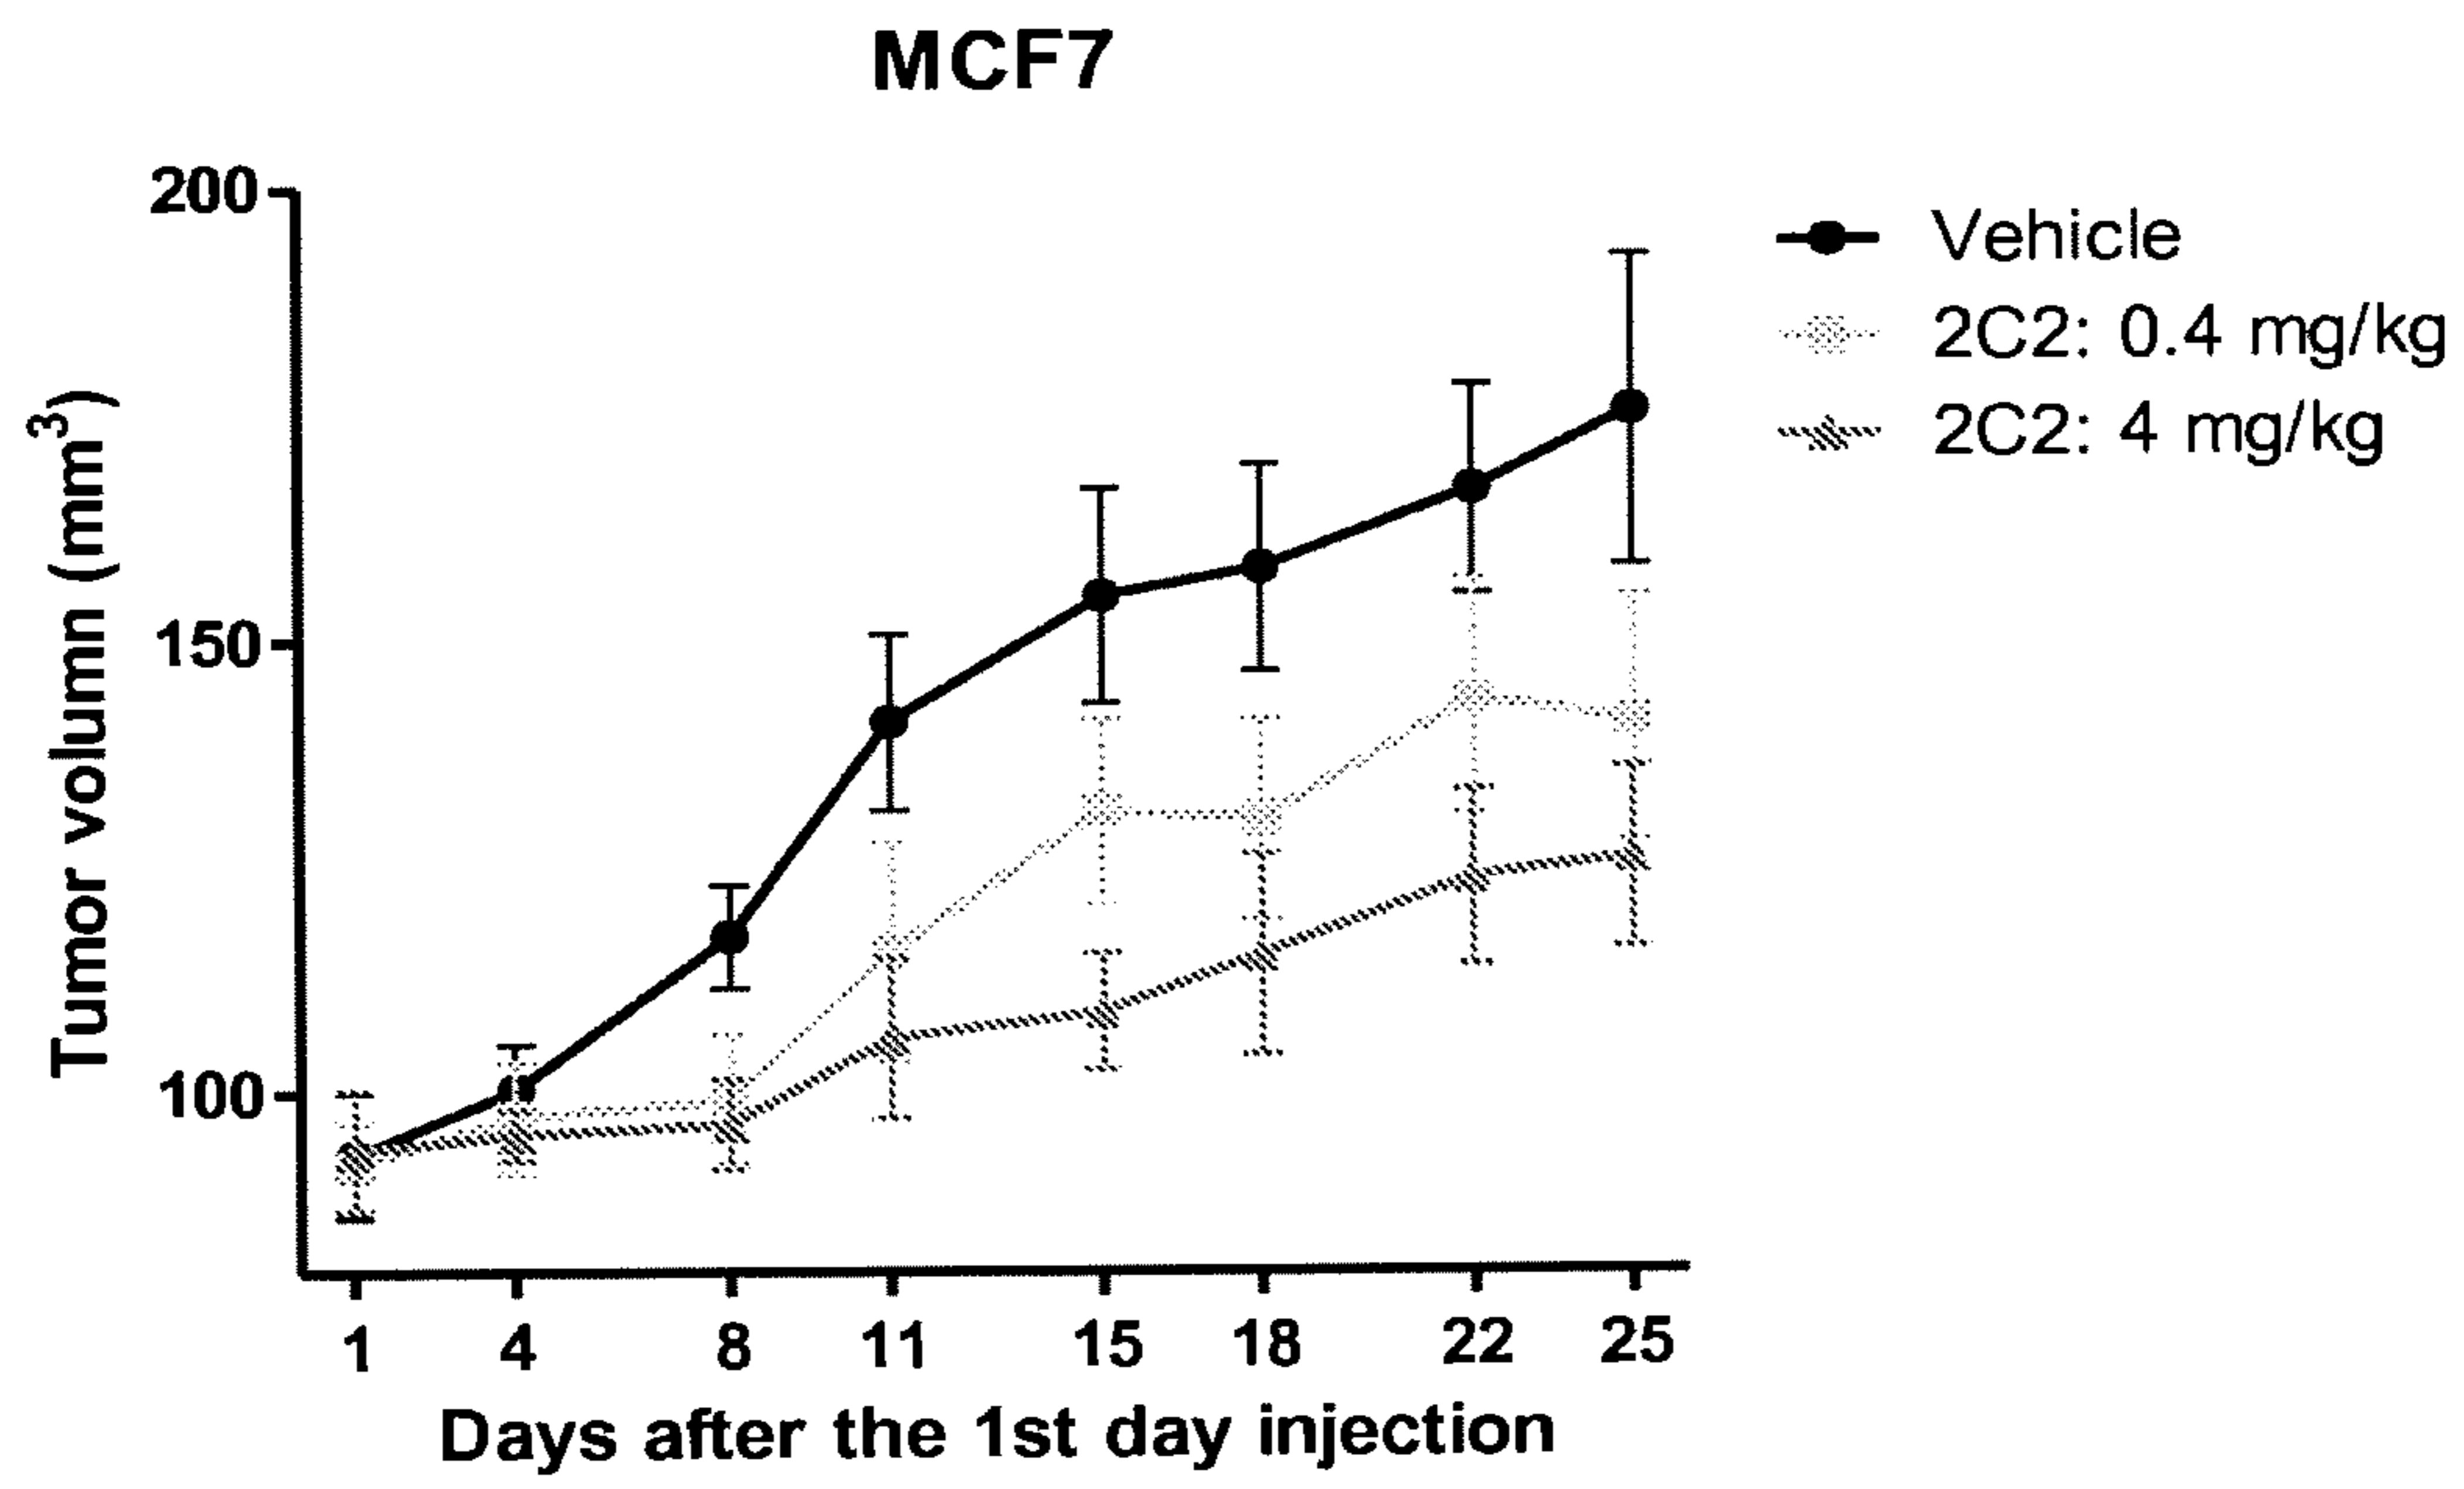 MCF7
200
150
100
Tumor volumn (mm³)
Vehicle
2C2: 0.4 mg/kg
2C2: 4 mg/kg
1 4 8 11 15 18 22 25
Days after the 1st day injection